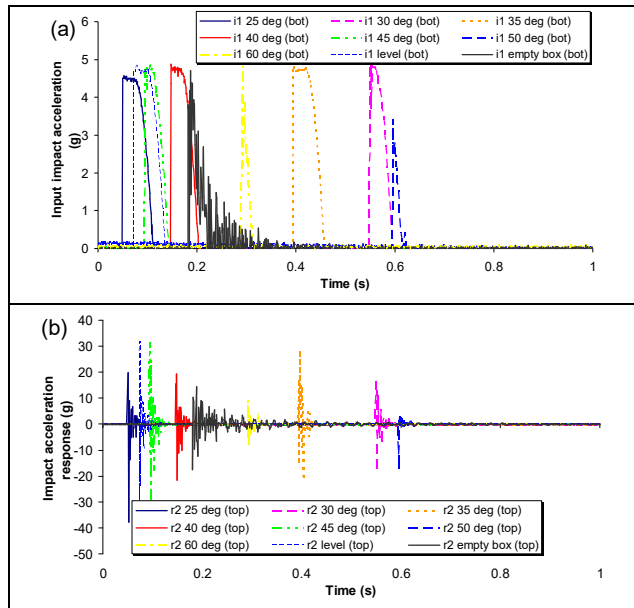 (a)
i1 25 deg (bot) i1 30 deg (bot) i1 35 deg (bot)
i1 40 deg (bot) i1 45 deg (bot) i1 50 deg (bot)
i1 60 deg (bot) i1 level (bot) i1 empty box (bot)
Input impact acceleration
(g)
6
5
4
3
2
1
0
0 0.2 0.4 0.6 0.8 1
Time (s)
(b)
Impact acceleration
response (g)
40
30
20
10
0
-10
-20
-30
-40
-50
0 0.2 0.4 0.6 0.8 1
r2 25 deg (top) r2 30 deg (top) r2 35 deg (top)
r2 40 deg (top) r2 45 deg (top) r2 50 deg (top)
r2 60 deg (top) r2 level (top) r2 empty box (top)
Time (s)